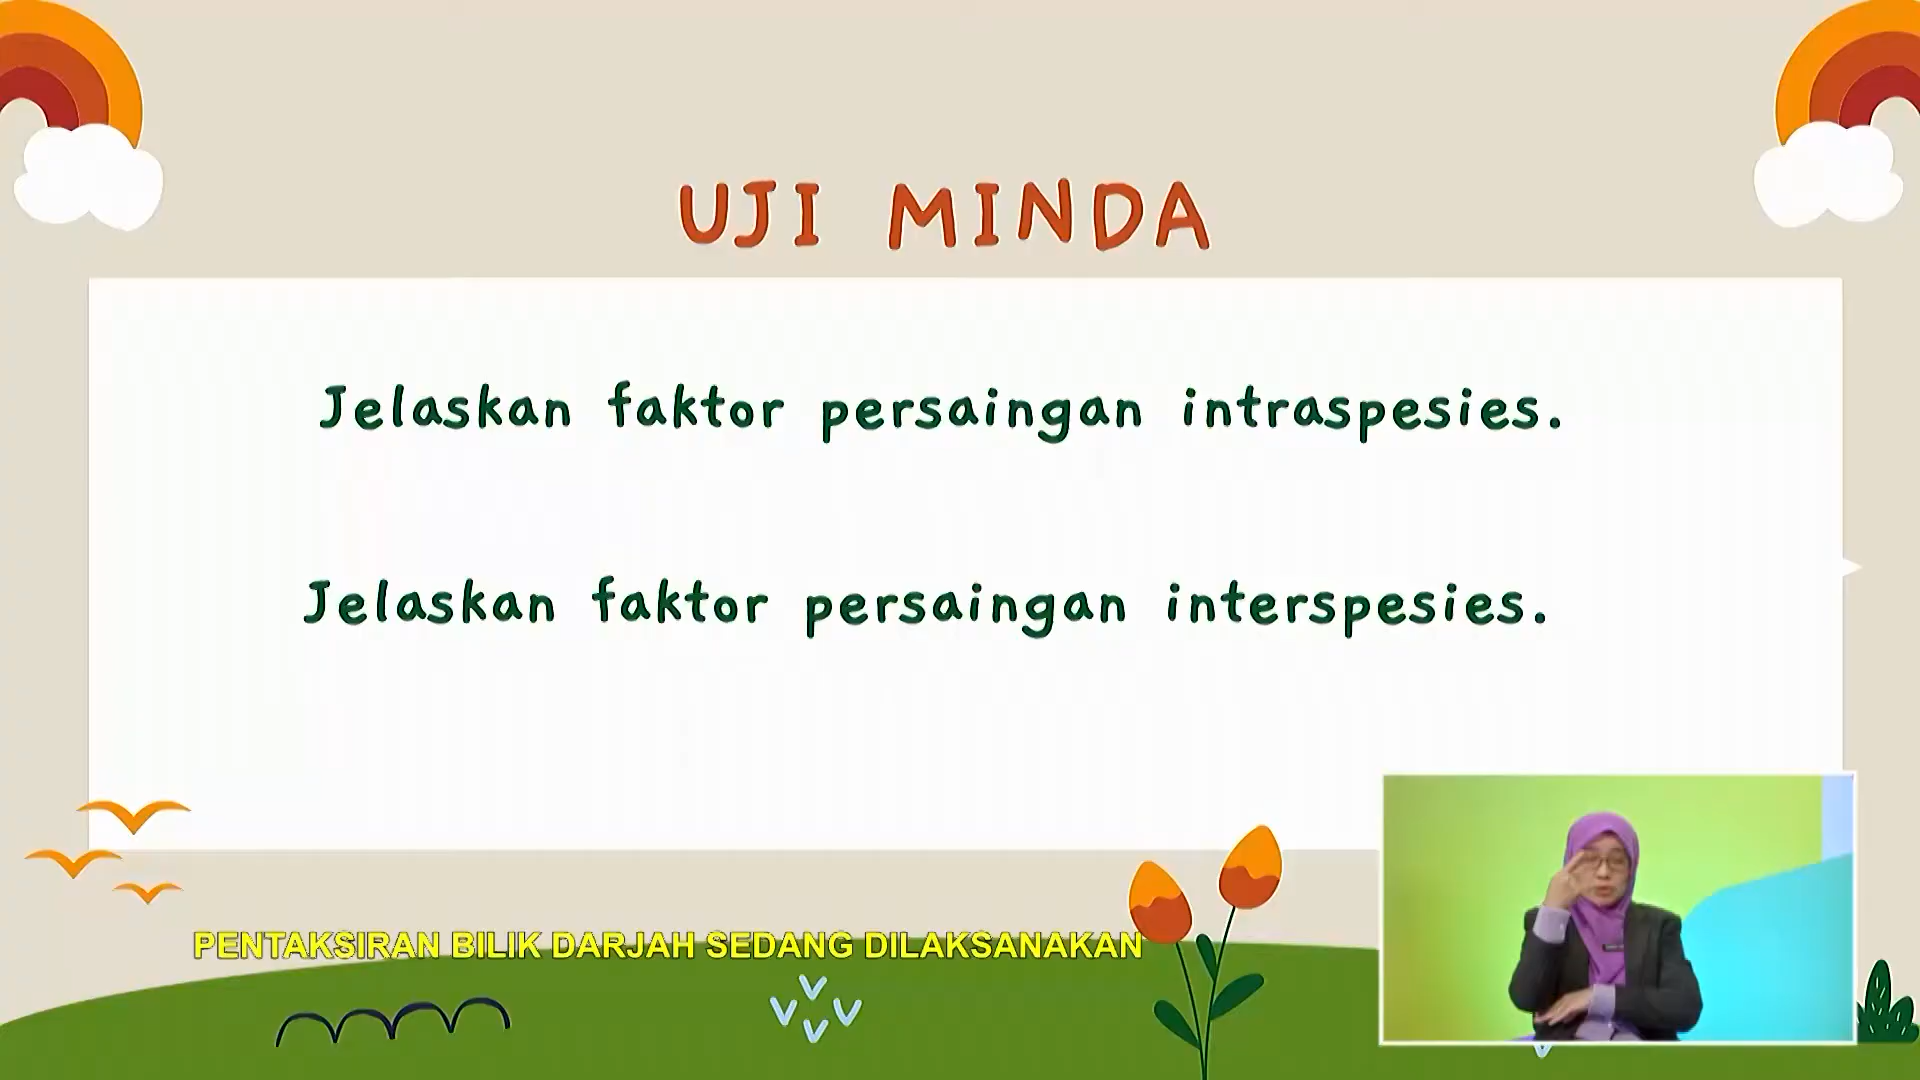 UJI MINDA
Jelaskan faktor persaingan intraspesies.
Jelaskan faktor persaingan interspesies.
PENTAKSIRAN BILIK DARJAH SEDANG DILAKSANAKAN